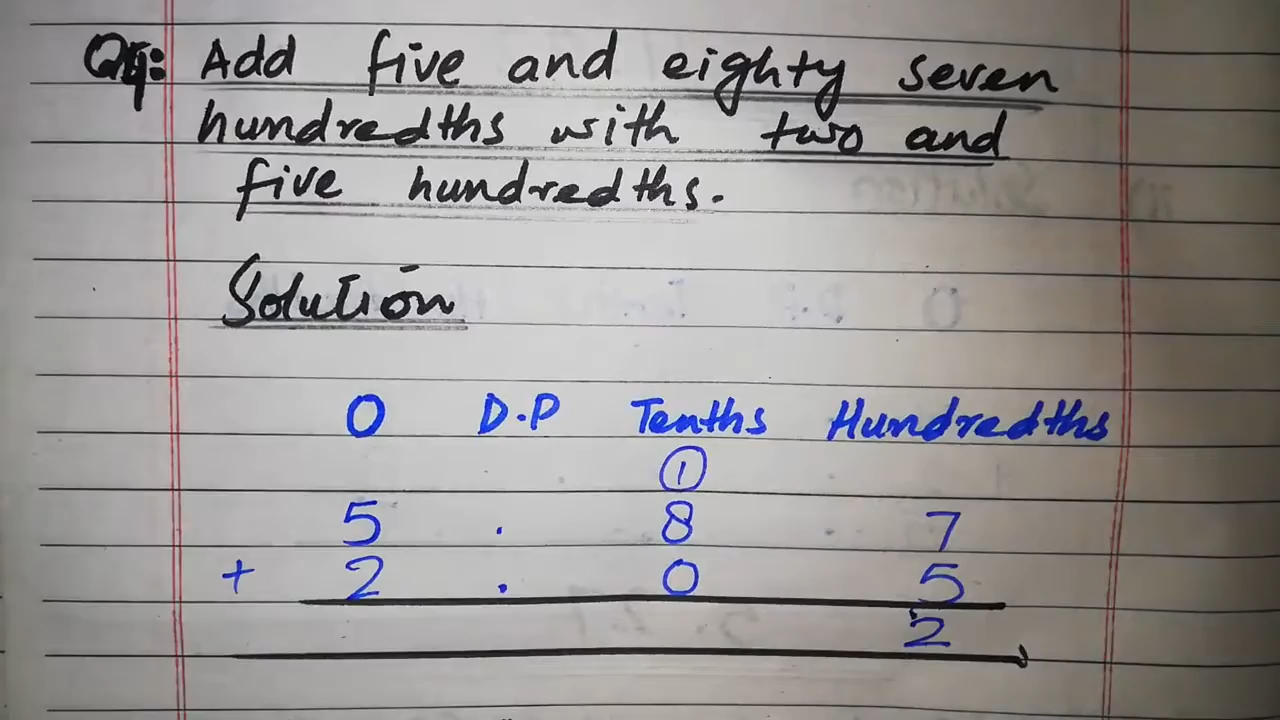 Q4: Add five and eighty seven
hundredths with two and
five hundredths.
Solution
O D.P Tenths Hundredths
1
5 . 8 7
+ 2 . 0 5
2